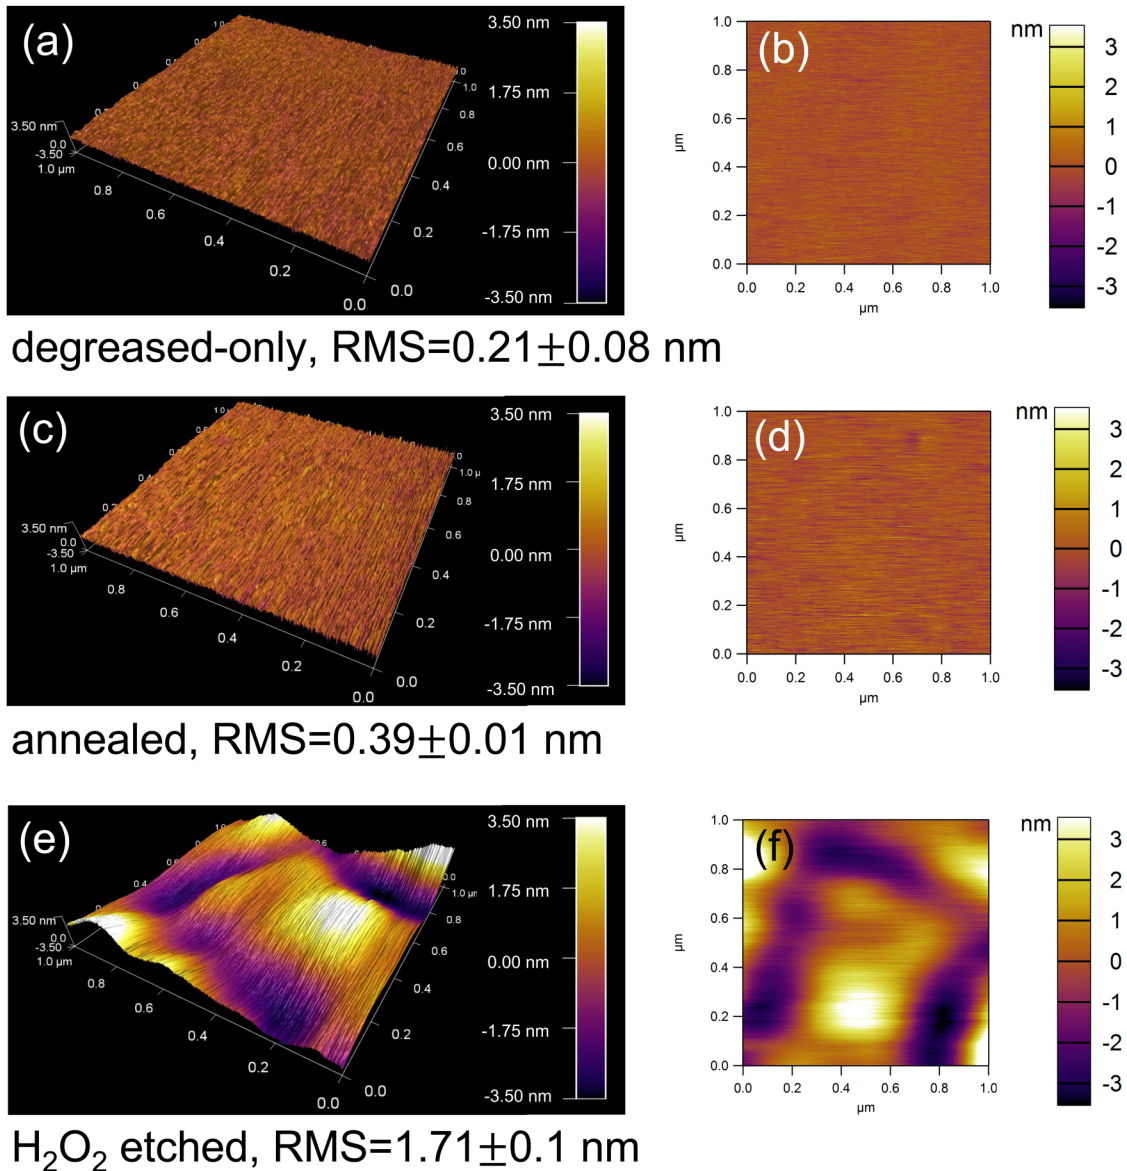 (a)
3.50 nm
1.75 nm
0.00 nm
-1.75 nm
-3.50 nm
3.50 nm
0.0
-3.50
1.0 µm
0.8
0.6
0.4
0.2
0.0
0.0
0.2
0.4
0.6
0.8
1.0
(b)
nm
3
2
1
0
-1
-2
-3
1.0
0.8
0.6
0.4
0.2
0.0
µm
0.0 0.2 0.4 0.6 0.8 1.0
µm
degreased-only, RMS=0.21±0.08 nm
(c)
3.50 nm
1.75 nm
0.00 nm
-1.75 nm
-3.50 nm
3.50 nm
0.0
-3.50
1.0 µm
0.8
0.6
0.4
0.2
0.0
0.0
0.2
0.4
0.6
0.8
1.0 µ
(d)
nm
3
2
1
0
-1
-2
-3
1.0
0.8
0.6
0.4
0.2
0.0
µm
0.0 0.2 0.4 0.6 0.8 1.0
µm
annealed, RMS=0.39±0.01 nm
(e)
3.50 nm
1.75 nm
0.00 nm
-1.75 nm
-3.50 nm
3.50 nm
0.0
-3.50
1.0 µm
0.8
0.6
0.4
0.2
0.0
0.0
0.2
0.4
0.6
0.8
1.0 µm
(f)
nm
3
2
1
0
-1
-2
-3
1.0
0.8
0.6
0.4
0.2
0.0
µm
0.0 0.2 0.4 0.6 0.8 1.0
µm
H₂O₂ etched, RMS=1.71±0.1 nm